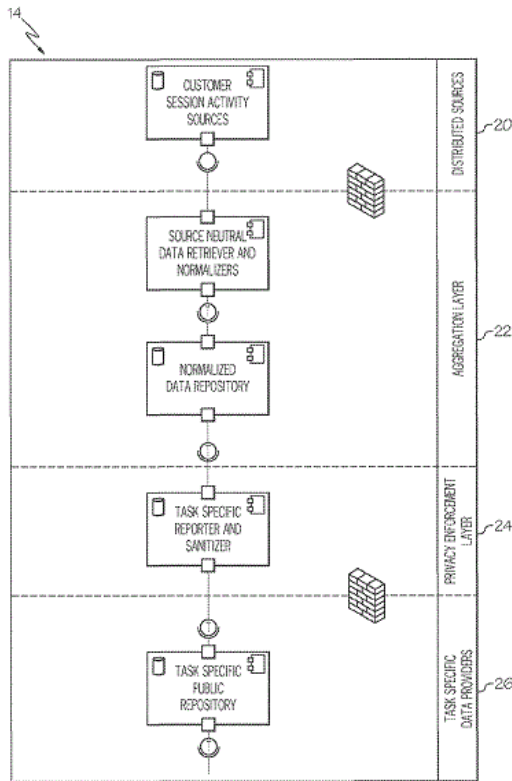 14
CUSTOMER
SESSION ACTIVITY
SOURCES
DISTRIBUTED SOURCES
20
SOURCE NEUTRAL
DATA RETRIEVER AND
NORMALIZERS
NORMALIZED
DATA REPOSITORY
AGGREGATION LAYER
22
TASK SPECIFIC
REPORTER AND
SANITIZER
PRIVACY ENFORCEMENT
LAYER
24
TASK SPECIFIC
PUBLIC
REPOSITORY
TASK SPECIFIC
DATA PROVIDERS
26